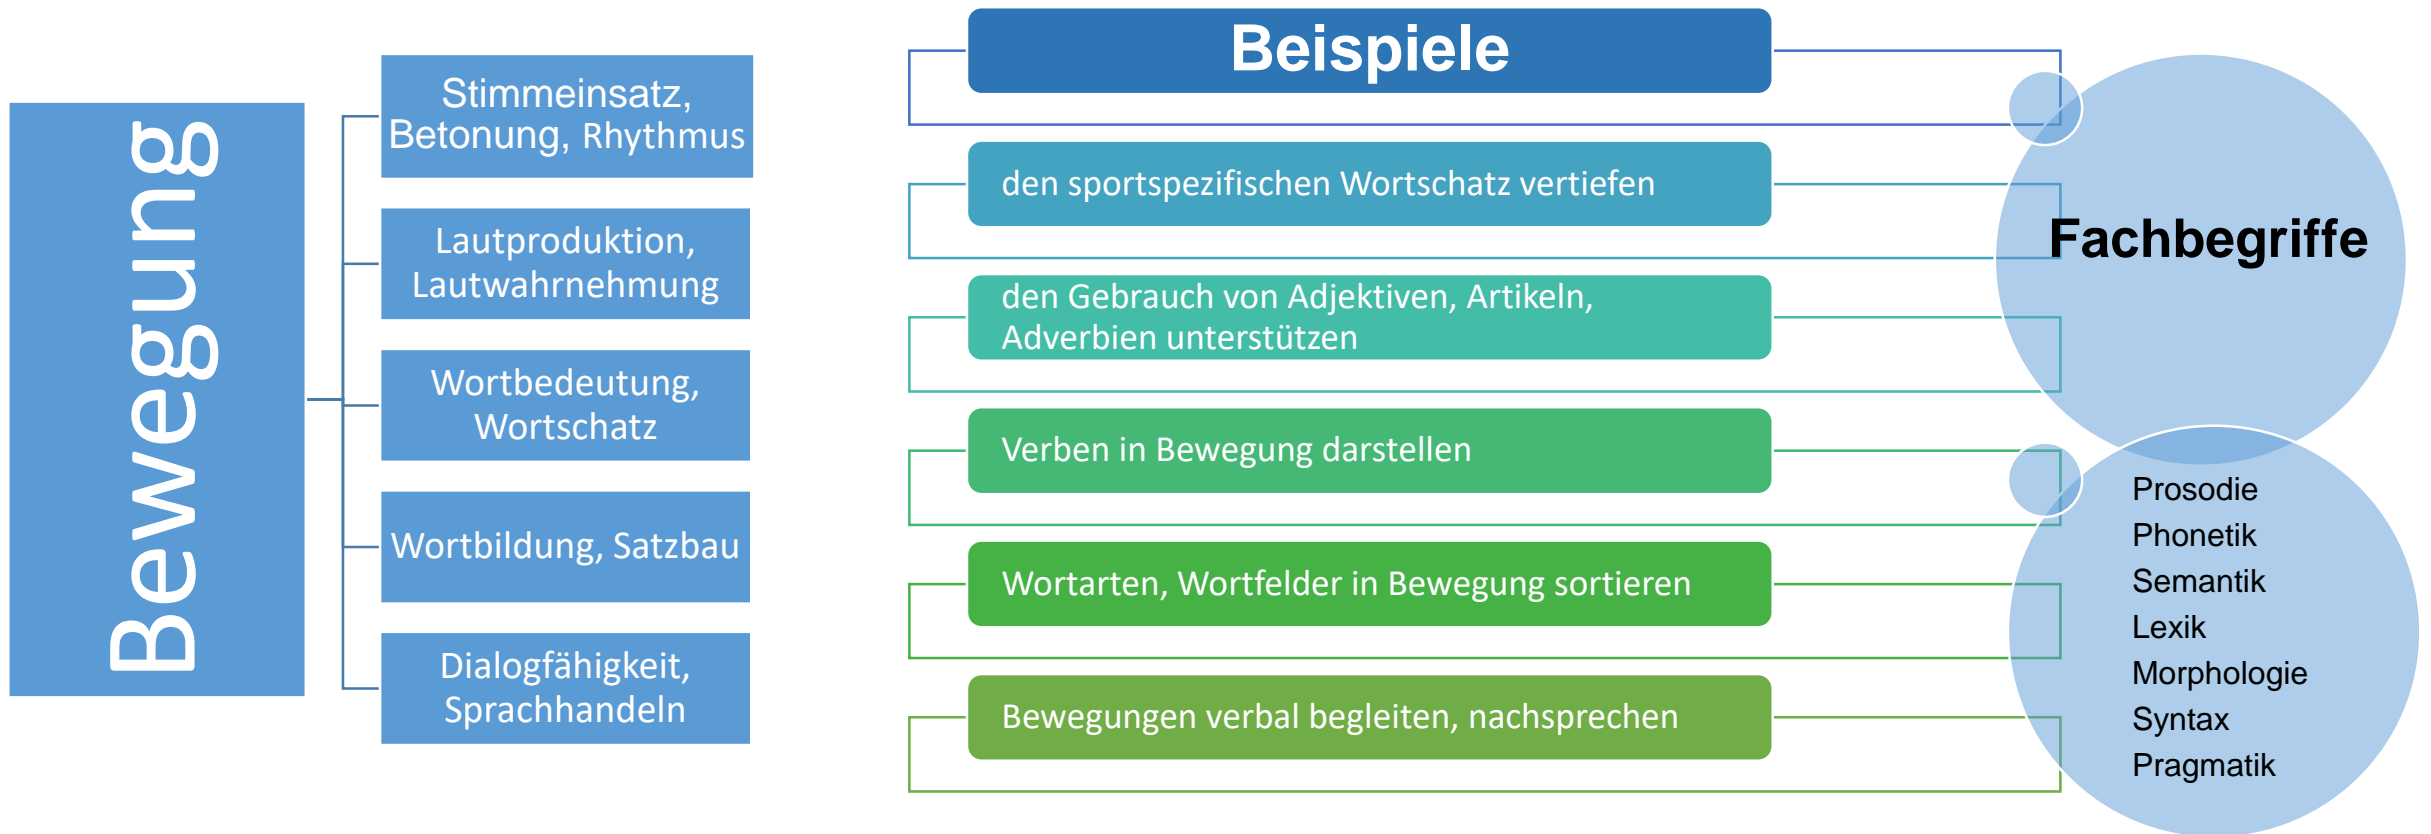 Bewegung
Stimmeinsatz,
Betonung, Rhythmus
Lautproduktion,
Lautwahrnehmung
Wortbedeutung,
Wortschatz
Wortbildung, Satzbau
Dialogfähigkeit,
Sprachhandeln
Beispiele
den sportspezifischen Wortschatz vertiefen
den Gebrauch von Adjektiven, Artikeln,
Adverbien unterstützen
Verben in Bewegung darstellen
Wortarten, Wortfelder in Bewegung sortieren
Bewegungen verbal begleiten, nachsprechen
Fachbegriffe
Prosodie
Phonetik
Semantik
Lexik
Morphologie
Syntax
Pragmatik